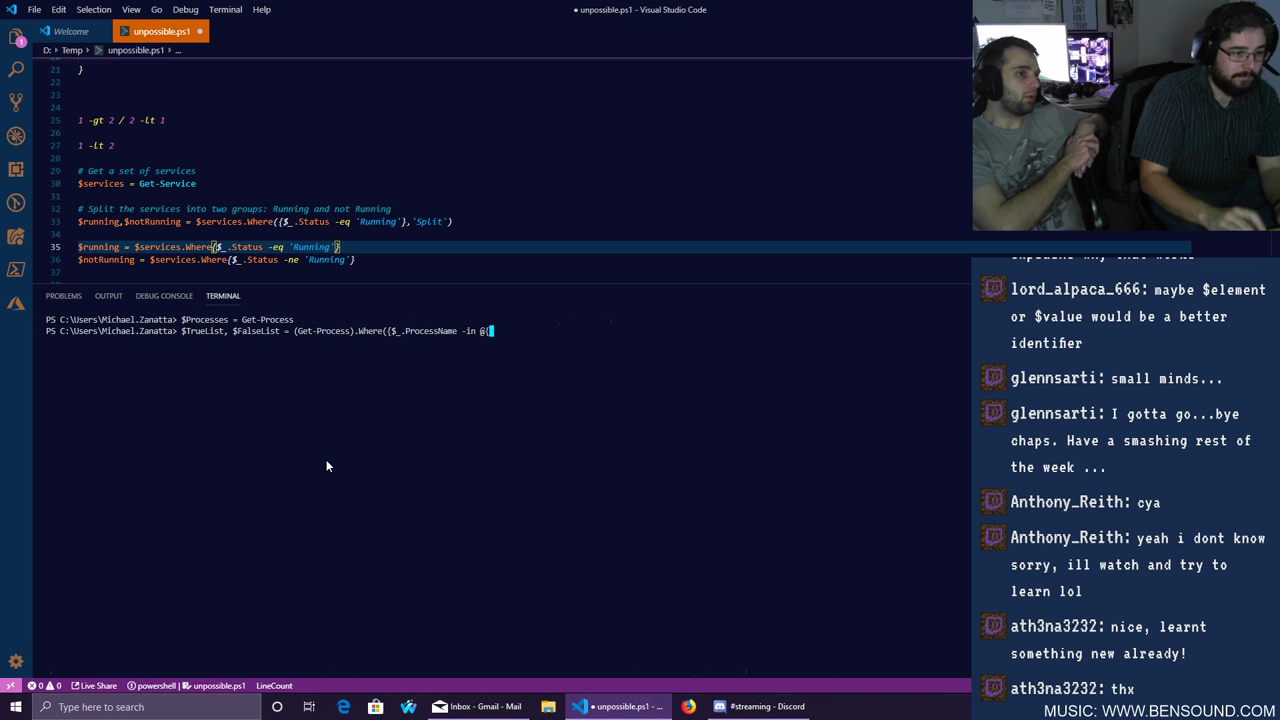 File Edit Selection View Go Debug Terminal Help
● unpossible.ps1 - Visual Studio Code
Welcome
unpossible.ps1 ●
D: > Temp > unpossible.ps1 > ...
21 }
22
23
24
25 1 -gt 2 / 2 -lt 1
26
27 1 -lt 2
28
29 # Get a set of services
30 $services = Get-Service
31
32 # Split the services into two groups: Running and not Running
33 $running,$notRunning = $services.Where({$_.Status -eq 'Running'},'Split')
34
35 $running = $services.Where{$_.Status -eq 'Running'}
36 $notRunning = $services.Where{$_.Status -ne 'Running'}
37
PROBLEMS OUTPUT DEBUG CONSOLE TERMINAL
PS C:\Users\Michael.Zanatta> $Processes = Get-Process
PS C:\Users\Michael.Zanatta> $TrueList, $FalseList = (Get-Process).Where({$_.ProcessName -in @{
lord_alpaca_666: maybe $element
or $value would be a better
identifier
glennsarti: small minds...
glennsarti: I gotta go...bye
chaps. Have a smashing rest of
the week ...
Anthony_Reith: cya
Anthony_Reith: yeah i dont know
sorry, ill watch and try to
learn lol
ath3na3232: nice, learnt
something new already!
ath3na3232: thx
MUSIC: WWW.BENSOUND.COM
0 0 Live Share powershell | unpossible.ps1 LineCount
Type here to search
Inbox - Gmail - Mail
● unpossible.ps1 - ...
#streaming - Discord